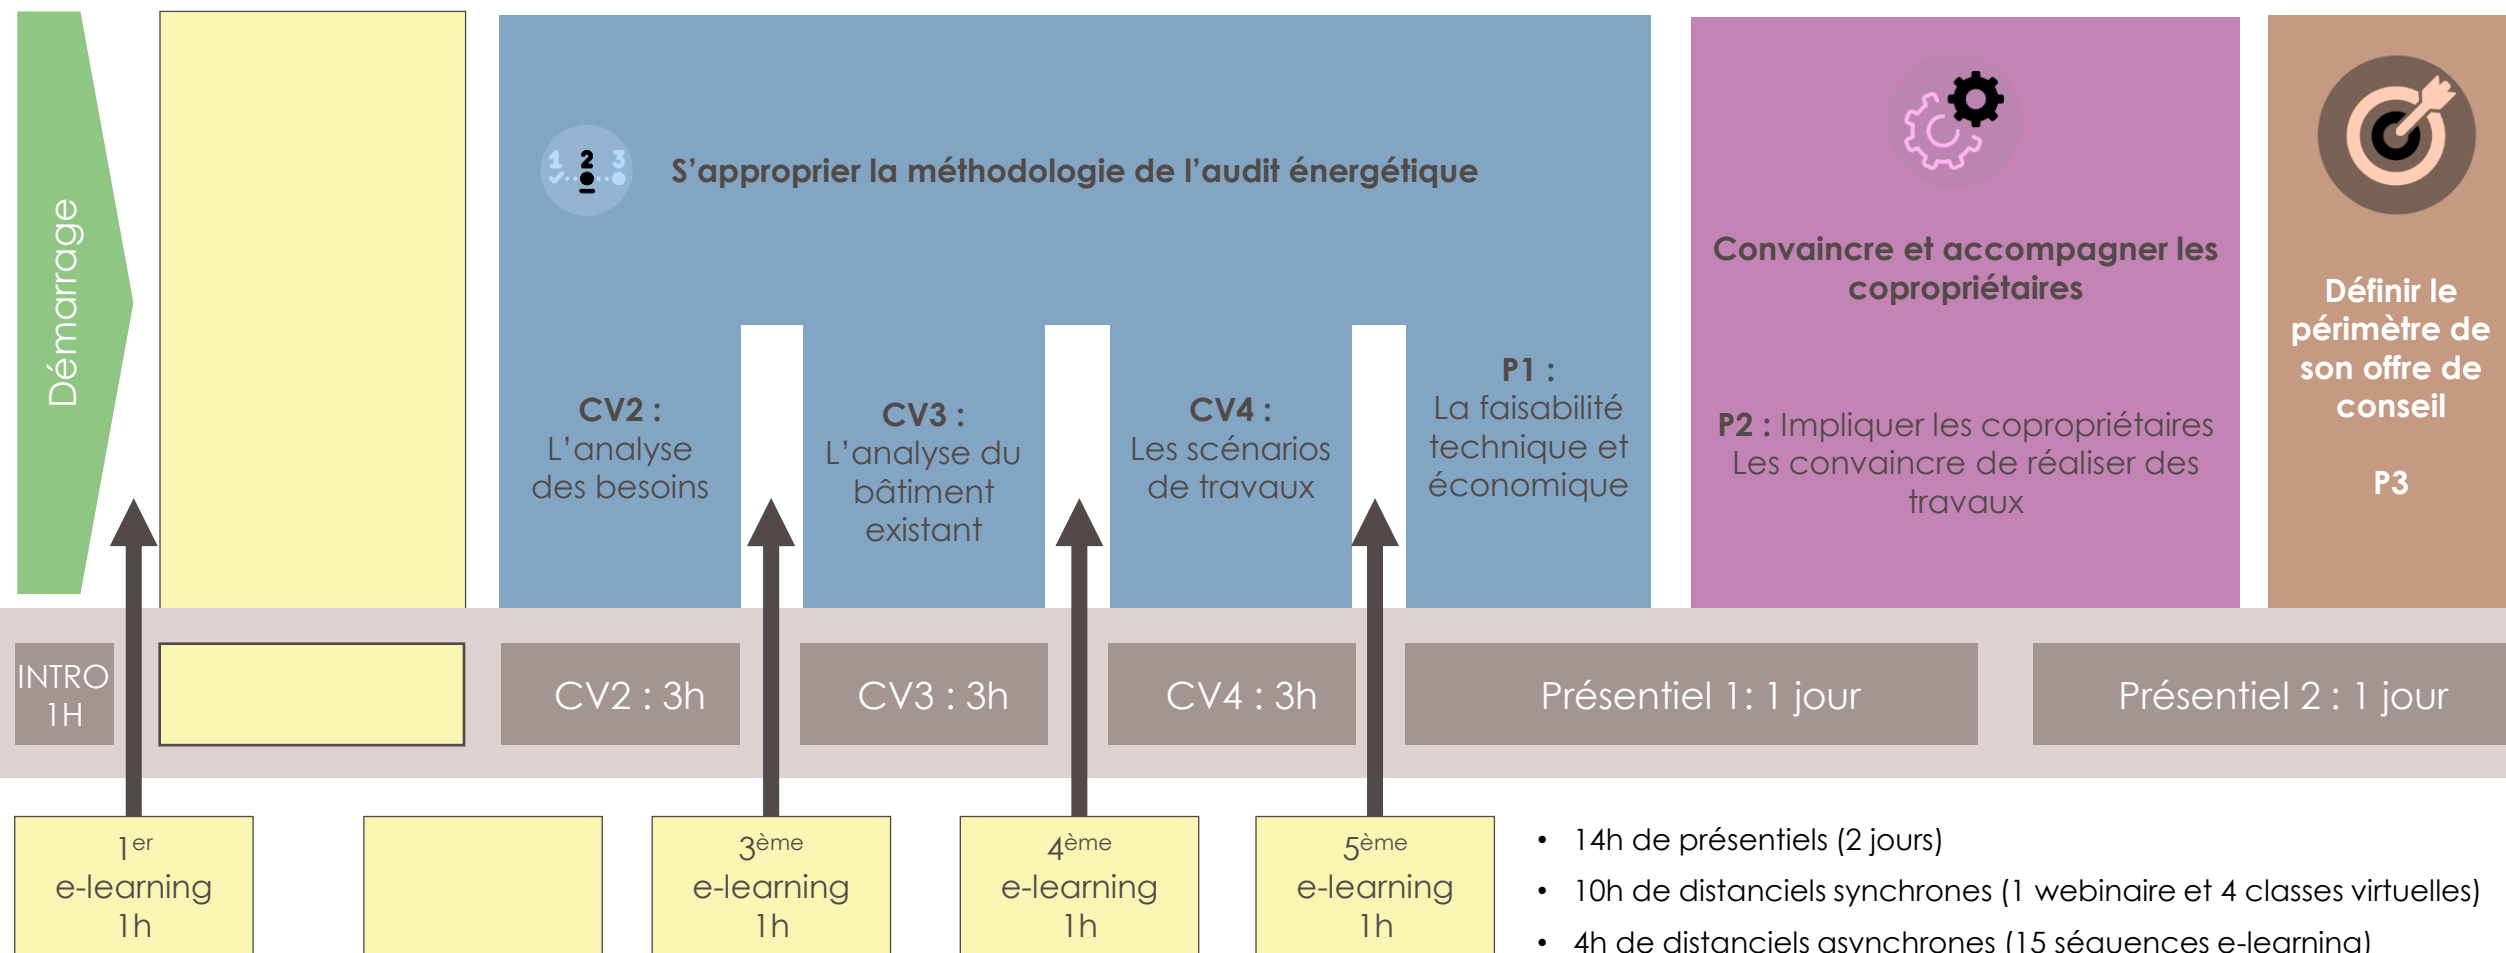 Démarrage
1 2 3
S’approprier la méthodologie de l’audit énergétique
CV2 :
L’analyse
des besoins
CV3 :
L’analyse du
bâtiment
existant
CV4 :
Les scénarios
de travaux
P1 :
La faisabilité
technique et
économique
Convaincre et accompagner les
copropriétaires
P2 : Impliquer les copropriétaires
Les convaincre de réaliser des
travaux
Définir le
périmètre de
son offre de
conseil
P3
INTRO
1H
CV2 : 3h
CV3 : 3h
CV4 : 3h
Présentiel 1: 1 jour
Présentiel 2 : 1 jour
1er
e-learning
1h
3ème
e-learning
1h
4ème
e-learning
1h
5ème
e-learning
1h
• 14h de présentiels (2 jours)
• 10h de distanciels synchrones (1 webinaire et 4 classes virtuelles)
• 4h de distanciels asynchrones (15 séquences e-learning)